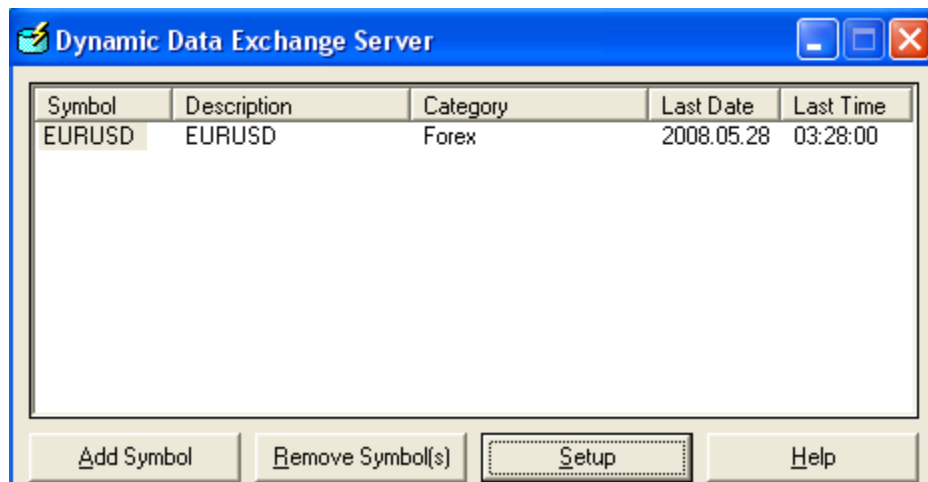 Dynamic Data Exchange Server
Symbol Description Category Last Date Last Time
EURUSD EURUSD Forex 2008.05.28 03:28:00
Add Symbol Remove Symbol(s) Setup Help